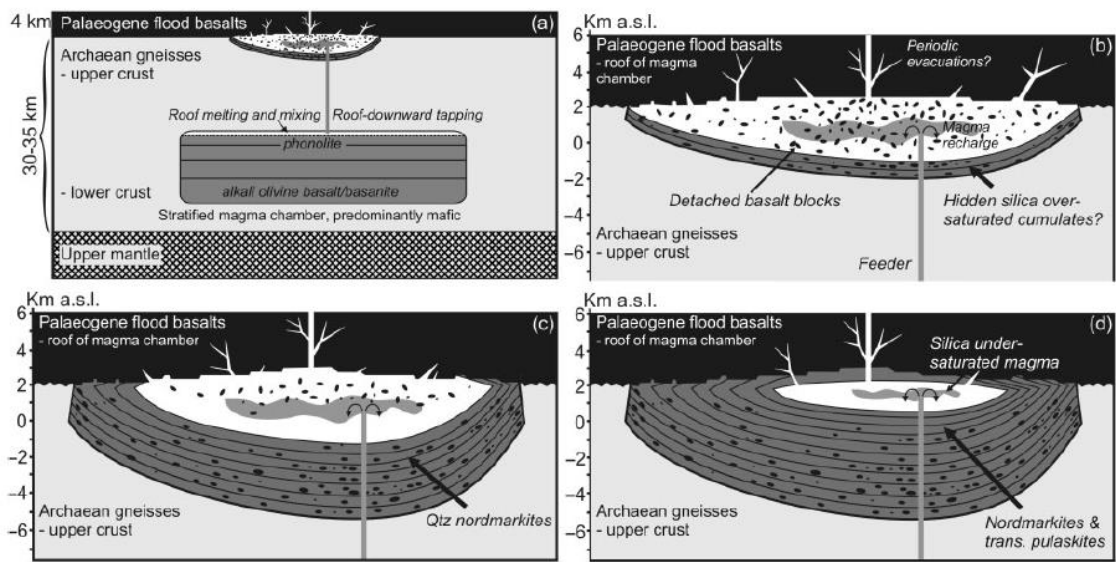 4 km
Palaeogene flood basalts
(a)
Archaean gneisses
- upper crust
Roof melting and mixing
Roof-downward tapping
phonolite
30-35 km
- lower crust
alkali olivine basalt/basanite
Stratified magma chamber, predominantly mafic
Upper mantle
Km a.s.l.
6
4
2
0
−2
−4
−6
Palaeogene flood basalts
- roof of magma
chamber
Periodic
evacuations?
(b)
Magma
recharge
Detached basalt blocks
Hidden silica over-
saturated cumulates?
Archaean gneisses
- upper crust
Feeder
Km a.s.l.
6
4
2
0
−2
−4
−6
Palaeogene flood basalts
- roof of magma chamber
(c)
Qtz nordmarkites
Archaean gneisses
- upper crust
Km a.s.l.
6
4
2
0
−2
−4
−6
Palaeogene flood basalts
- roof of magma chamber
(d)
Silica under-
saturated magma
Archaean gneisses
- upper crust
Nordmarkites &
trans. pulaskites